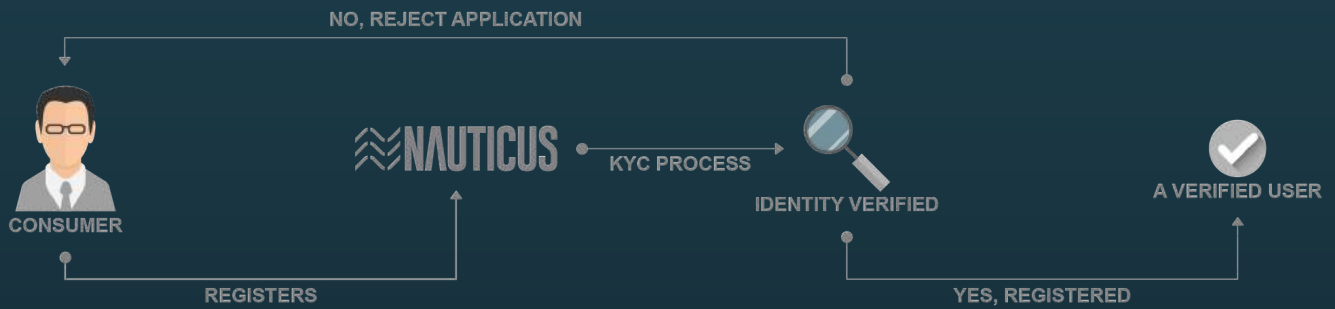 NO, REJECT APPLICATION
NAUTICUS
KYC PROCESS
IDENTITY VERIFIED
A VERIFIED USER
CONSUMER
REGISTERS
YES, REGISTERED